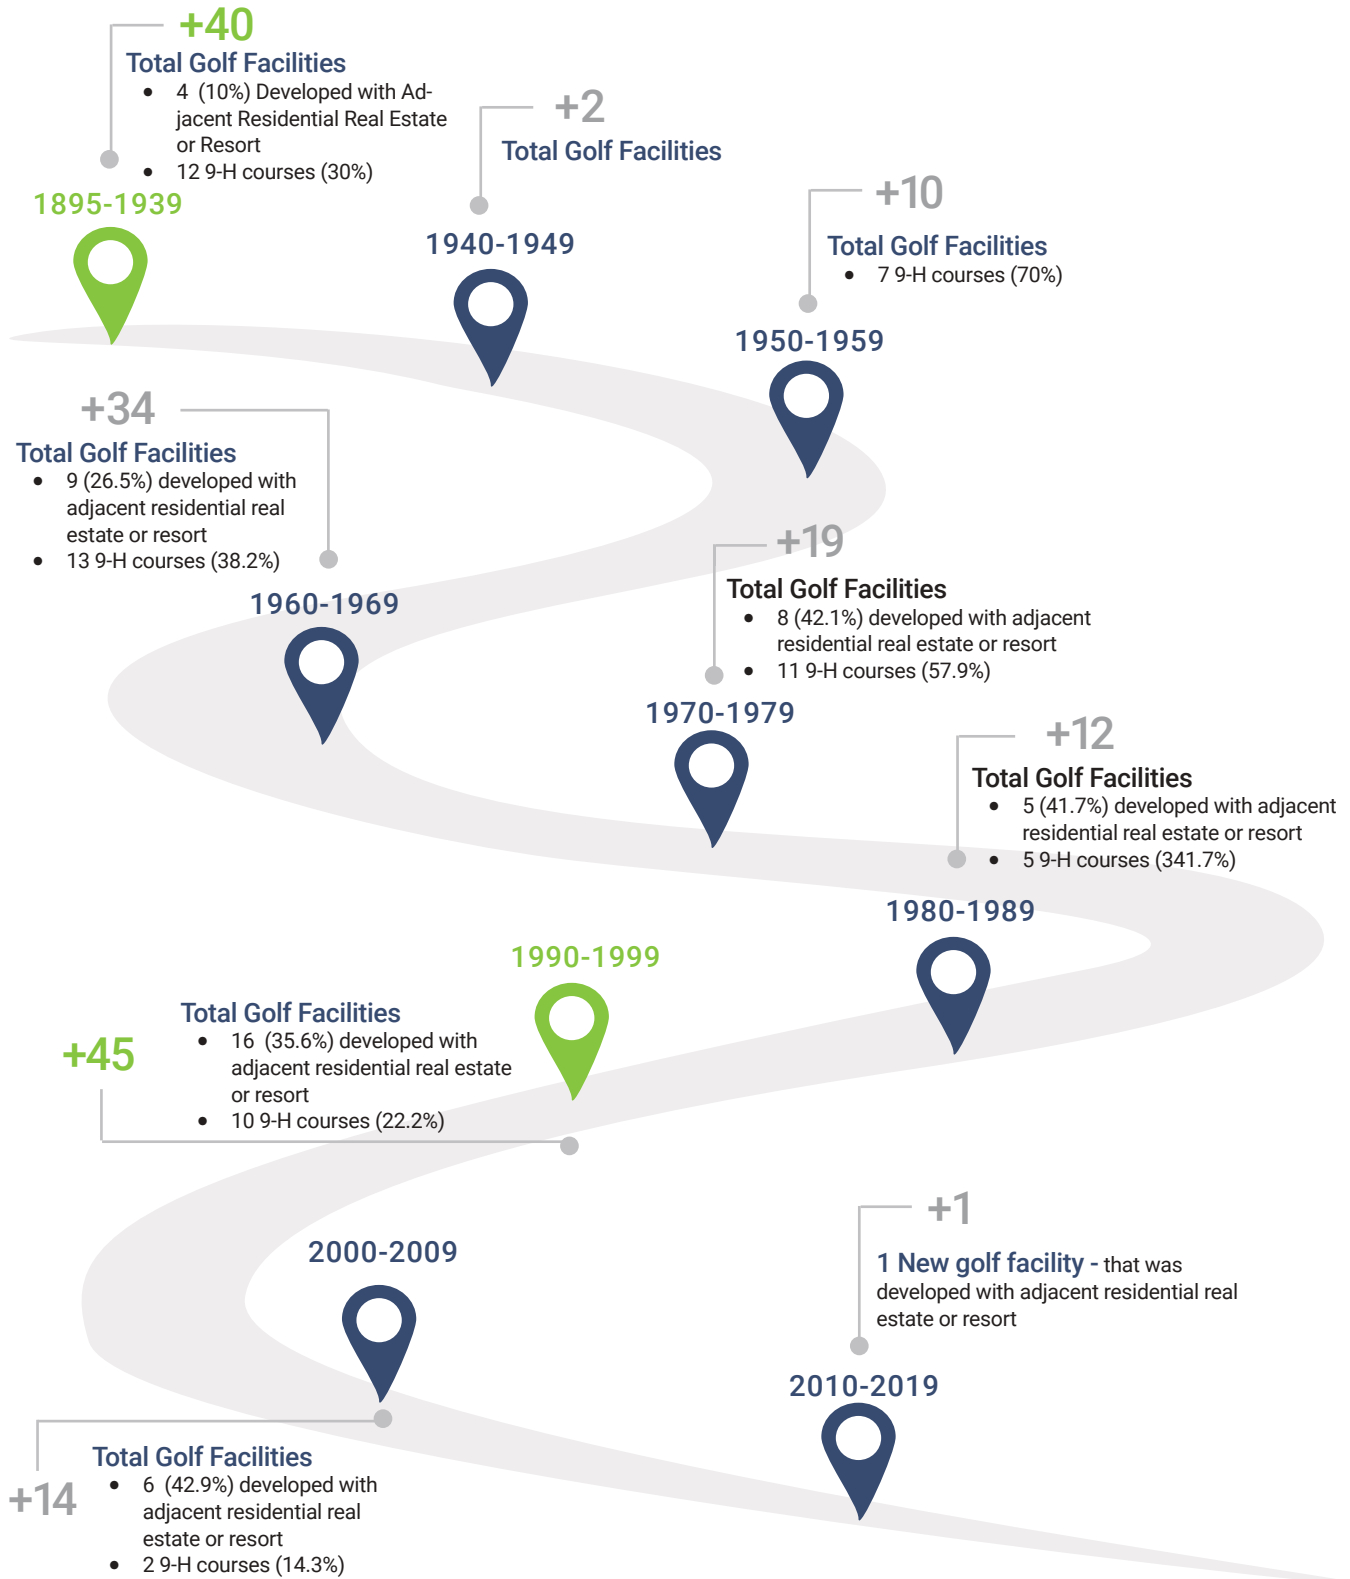 +40
Total Golf Facilities
• 4 (10%) Developed with Ad-
jacent Residential Real Estate
or Resort
• 12 9-H courses (30%)
1895-1939
+2
Total Golf Facilities
1940-1949
+10
Total Golf Facilities
• 7 9-H courses (70%)
1950-1959
+34
Total Golf Facilities
• 9 (26.5%) developed with
adjacent residential real
estate or resort
• 13 9-H courses (38.2%)
1960-1969
+19
Total Golf Facilities
• 8 (42.1%) developed with adjacent
residential real estate or resort
• 11 9-H courses (57.9%)
1970-1979
+12
Total Golf Facilities
• 5 (41.7%) developed with adjacent
residential real estate or resort
• 5 9-H courses (341.7%)
1980-1989
1990-1999
+45
Total Golf Facilities
• 16 (35.6%) developed with
adjacent residential real estate
or resort
• 10 9-H courses (22.2%)
2000-2009
+14
Total Golf Facilities
• 6 (42.9%) developed with
adjacent residential real
estate or resort
• 2 9-H courses (14.3%)
+1
1 New golf facility - that was
developed with adjacent residential real
estate or resort
2010-2019